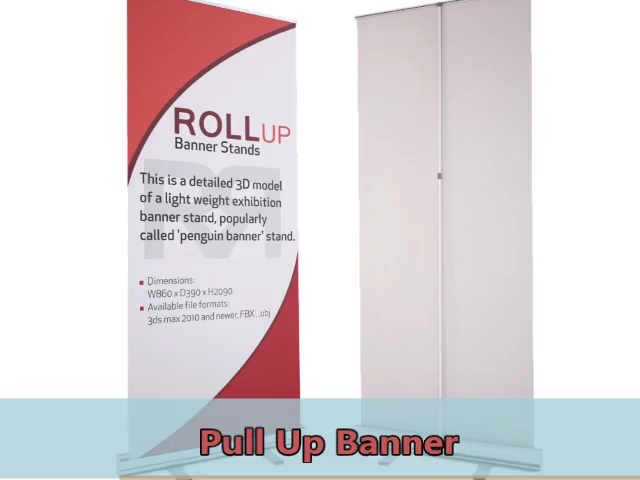 ROLLUP
Banner Stands
This is a detailed 3D model
of a light weight exhibition
banner stand, popularly
called 'penguin banner' stand.
Dimensions:
W860 x D390 x H2090
Available file formats:
3ds max 2010 and newer, FBX, .obj
Pull Up Banner